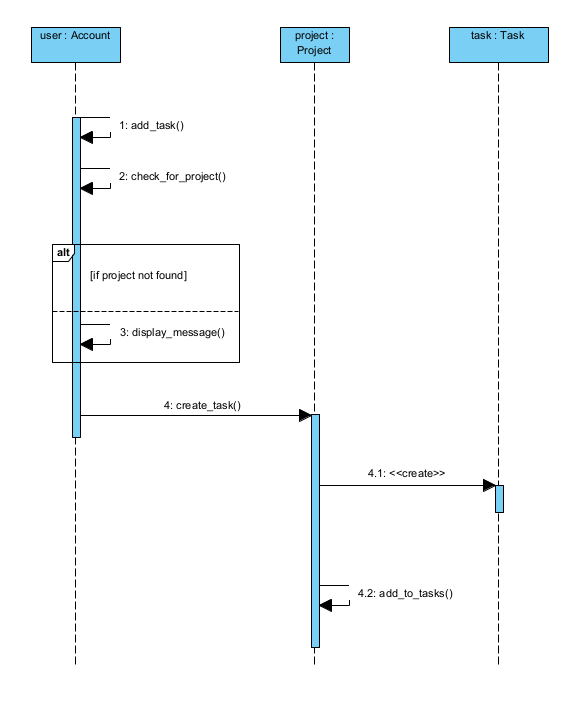 user : Account
project :
Project
task : Task
1: add_task()
2: check_for_project()
alt
[if project not found]
3: display_message()
4: create_task()
4.1: <<create>>
4.2: add_to_tasks()